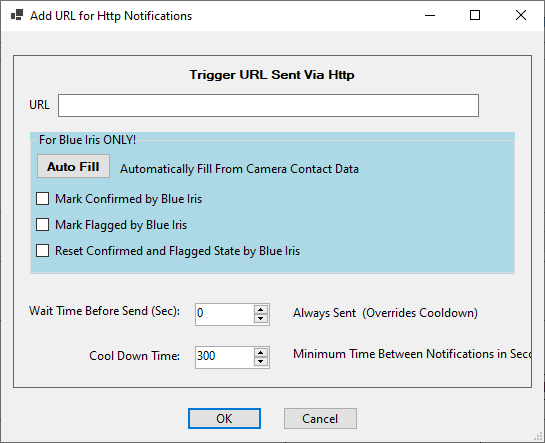 Add URL for Http Notifications
Trigger URL Sent Via Http
URL
For Blue Iris ONLY!
Auto Fill Automatically Fill From Camera Contact Data
Mark Confirmed by Blue Iris
Mark Flagged by Blue Iris
Reset Confirmed and Flagged State by Blue Iris
Wait Time Before Send (Sec): 0 Always Sent (Overrides Cooldown)
Cool Down Time: 300 Minimum Time Between Notifications in Seco
OK Cancel